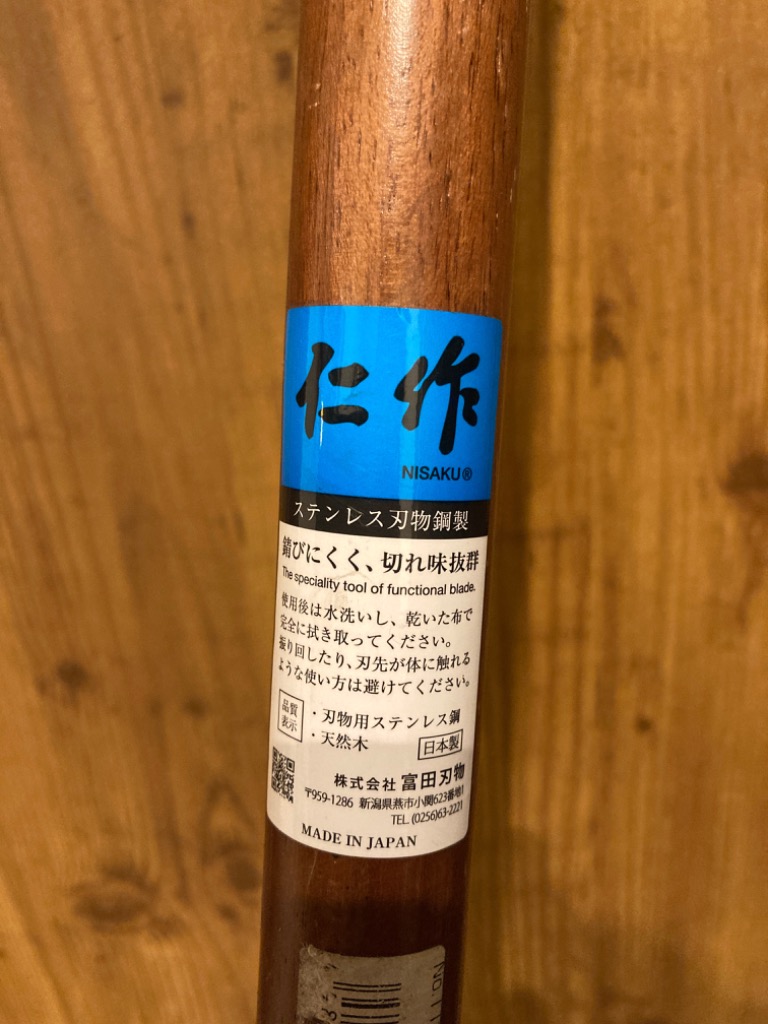 仁作
NISAKU®
ステンレス刃物鋼製
錆びにくく、切れ味抜群
The speciality tool of functional blade.
使用後は水洗いし、乾いた布で
完全に拭き取ってください。
振り回したり、刃先が体に触れる
ような使い方は避けてください。
品質
表示
・刃物用ステンレス鋼
・天然木
日本製
株式会社 富田刃物
〒959-1286 新潟県燕市小関623番地1
TEL. (0256)63-2221
MADE IN JAPAN